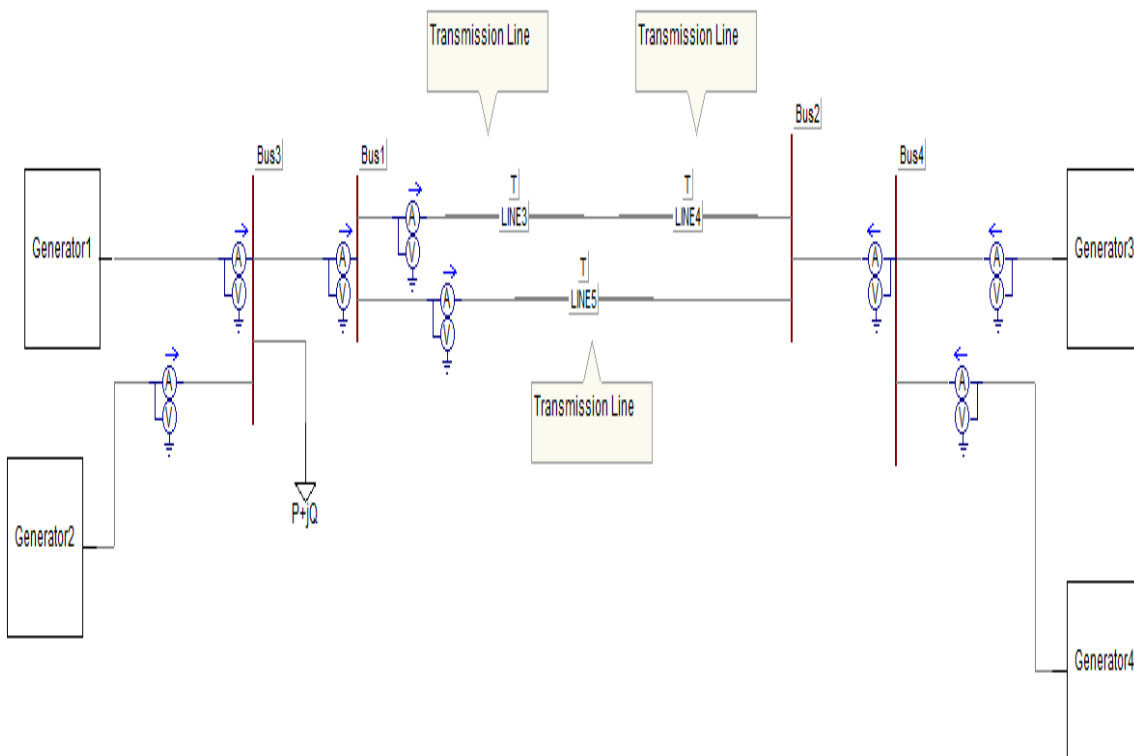 Transmission Line
Transmission Line
Bus2
Bus3
Bus1
Bus4
T
LINE3
T
LINE4
Generator1
A
V
A
V
A
V
A
V
A
V
Generator3
T
LINE5
A
V
Transmission Line
A
V
A
V
P+jQ
Generator2
Generator4